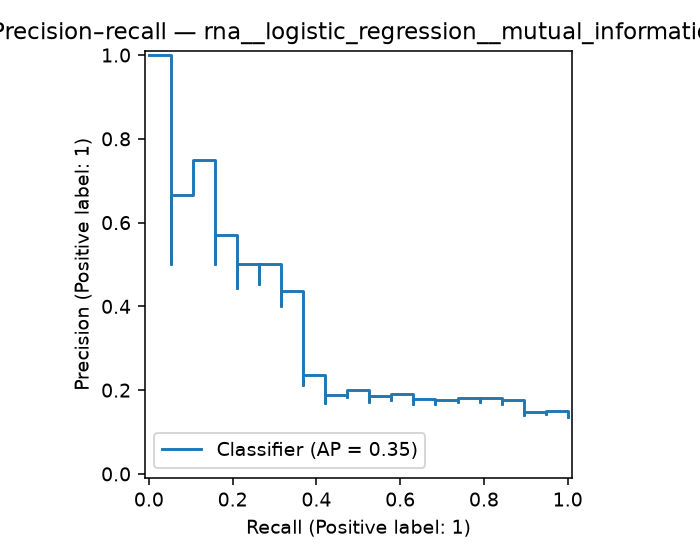 Precision–recall — rna__logistic_regression__mutual_informatio
1.0
0.8
0.6
0.4
0.2
0.0
Precision (Positive label: 1)
Classifier (AP = 0.35)
0.0 0.2 0.4 0.6 0.8 1.0
Recall (Positive label: 1)